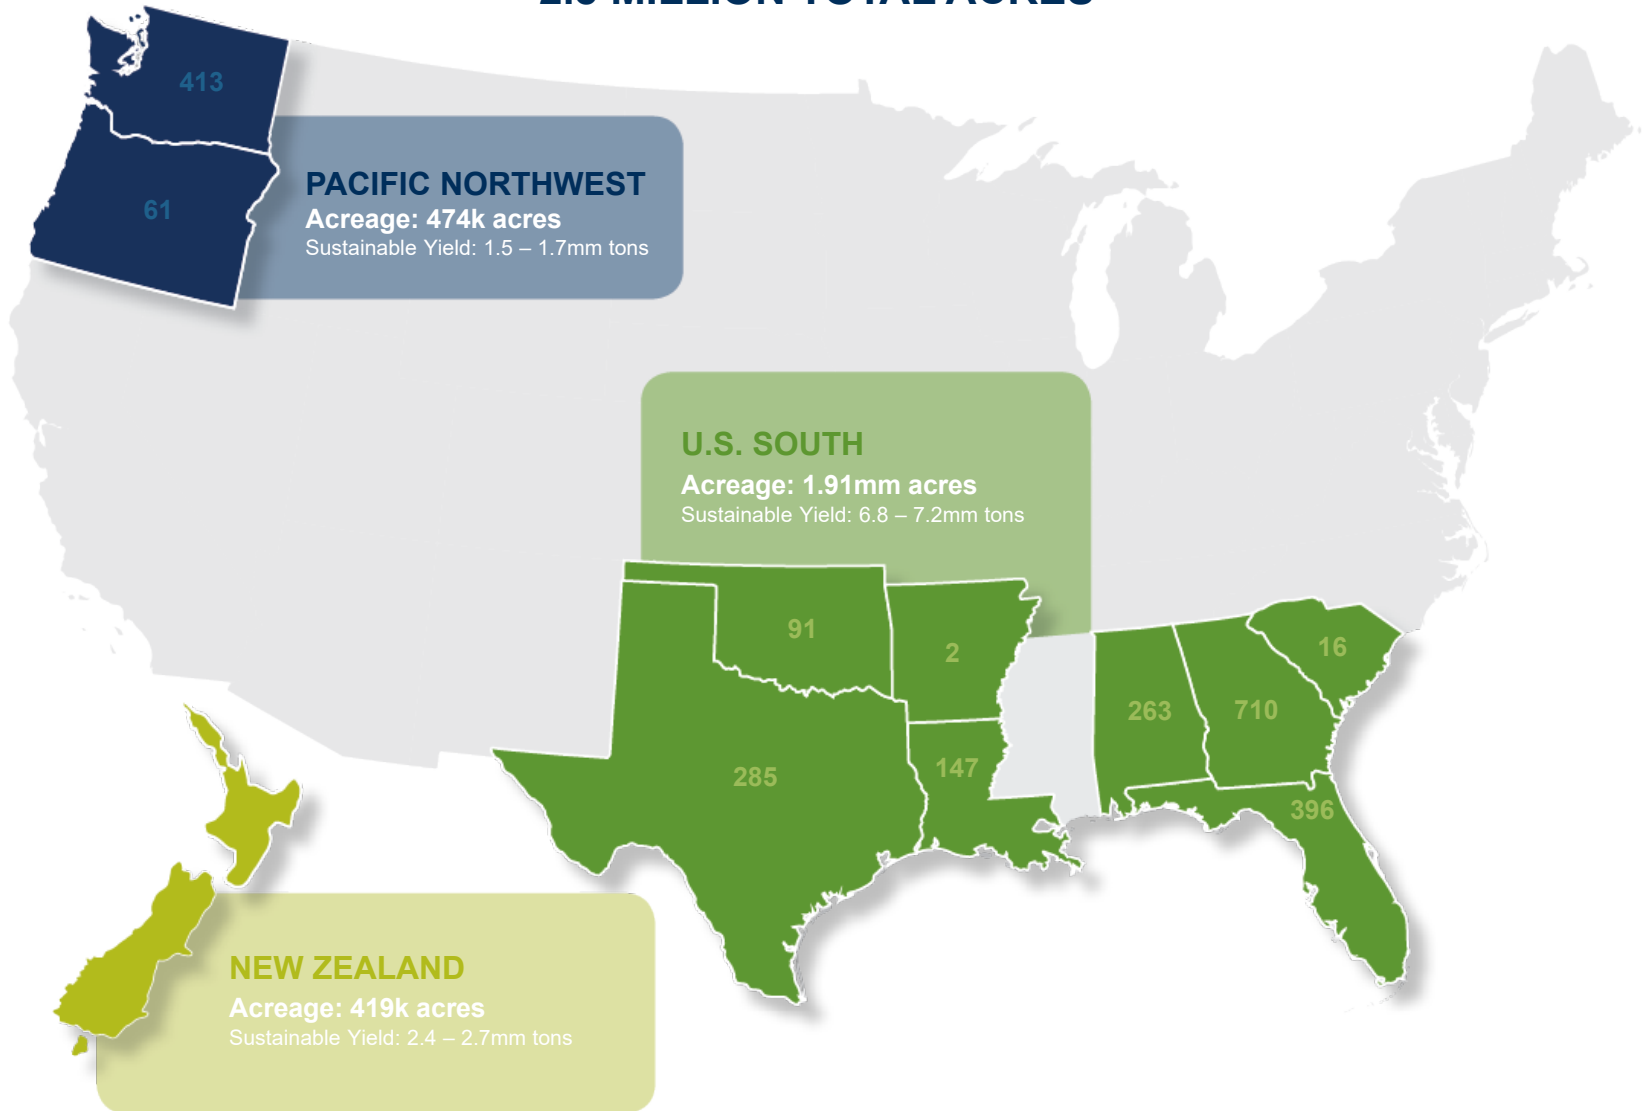 413
61
PACIFIC NORTHWEST
Acreage: 474k acres
Sustainable Yield: 1.5 – 1.7mm tons
U.S. SOUTH
Acreage: 1.91mm acres
Sustainable Yield: 6.8 – 7.2mm tons
91
2
16
263
710
285
147
396
NEW ZEALAND
Acreage: 419k acres
Sustainable Yield: 2.4 – 2.7mm tons